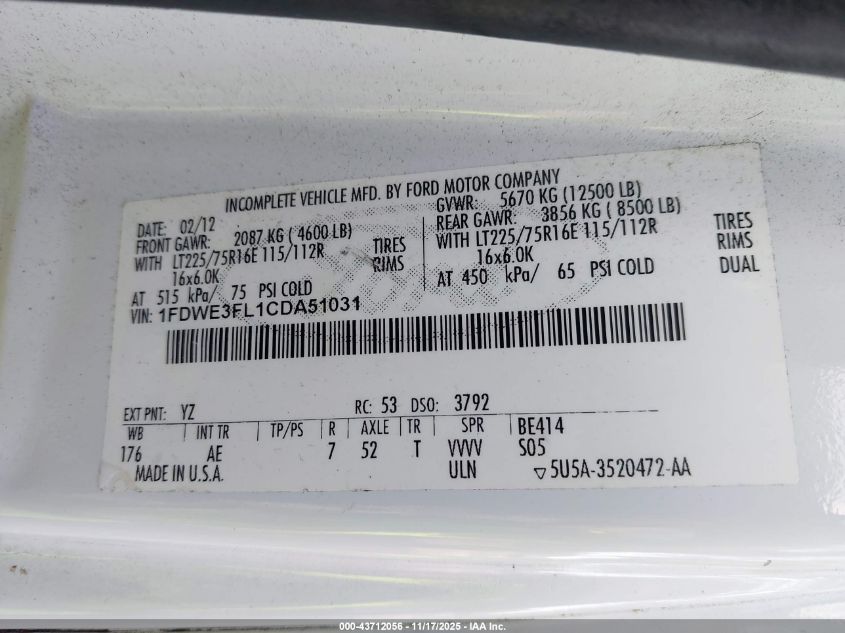 INCOMPLETE VEHICLE MFD. BY FORD MOTOR COMPANY
DATE: 02/12
FRONT GAWR: 2087 KG ( 4600 LB)
WITH LT225/75R16E 115/112R TIRES
16x6.0K RIMS
AT 515 kPa/ 75 PSI COLD
GVWR: 5670 KG (12500 LB)
REAR GAWR: 3856 KG ( 8500 LB)
WITH LT225/75R16E 115/112R TIRES
16x6.0K RIMS
AT 450 kPa/ 65 PSI COLD DUAL
VIN: 1FDWE3FL1CDA51031
EXT PNT: YZ RC: 53 DSO: 3792
WB INT TR TP/PS R AXLE TR SPR BE414
176 AE 7 52 T VVVV S05
MADE IN U.S.A. ULN ▽5U5A-3520472-AA
000-43712056 - 11/17/2025 - IAA Inc.